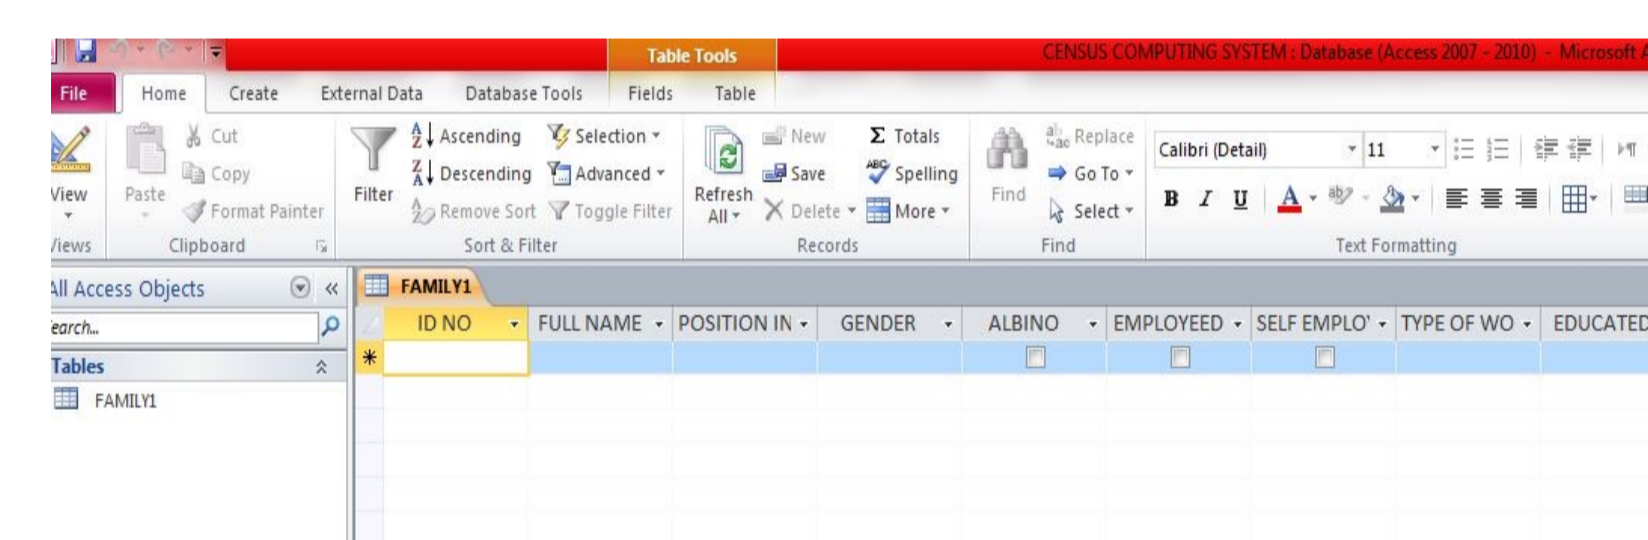 Table Tools CENSUS COMPUTING SYSTEM : Database (Access 2007 - 2010) - Microsoft A
File Home Create External Data Database Tools Fields Table
View
Views
Paste
Cut
Copy
Format Painter
Clipboard
Filter
Ascending
Descending
Remove Sort
Selection
Advanced
Toggle Filter
Sort & Filter
Refresh
All
New
Save
Delete
Totals
Spelling
More
Records
Find
Replace
Go To
Select
Find
Calibri (Detail) 11
B I U A
Text Formatting
All Access Objects
Search...
Tables
FAMILY1
FAMILY1
ID NO FULL NAME POSITION IN GENDER ALBINO EMPLOYEED SELF EMPLO' TYPE OF WO EDUCATED